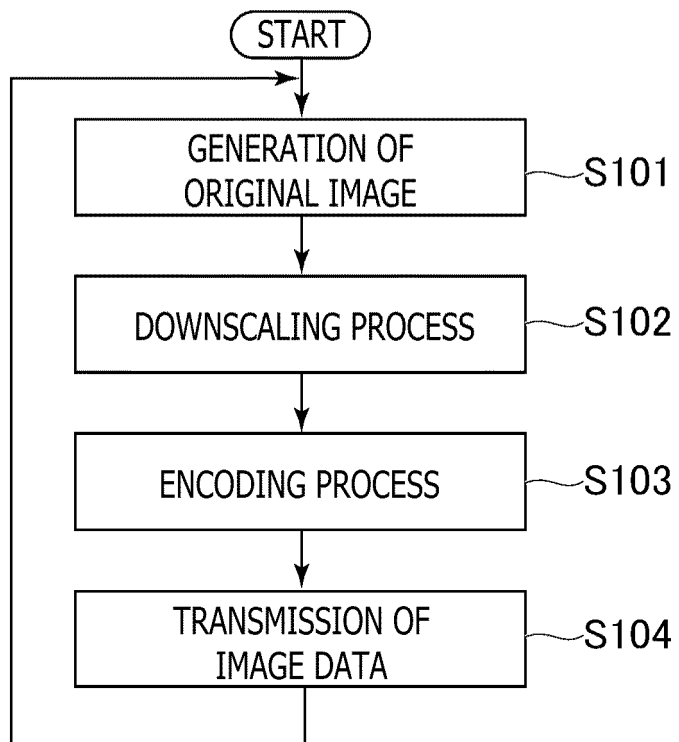 START
GENERATION OF
ORIGINAL IMAGE
S101
DOWNSCALING PROCESS
S102
ENCODING PROCESS
S103
TRANSMISSION OF
IMAGE DATA
S104